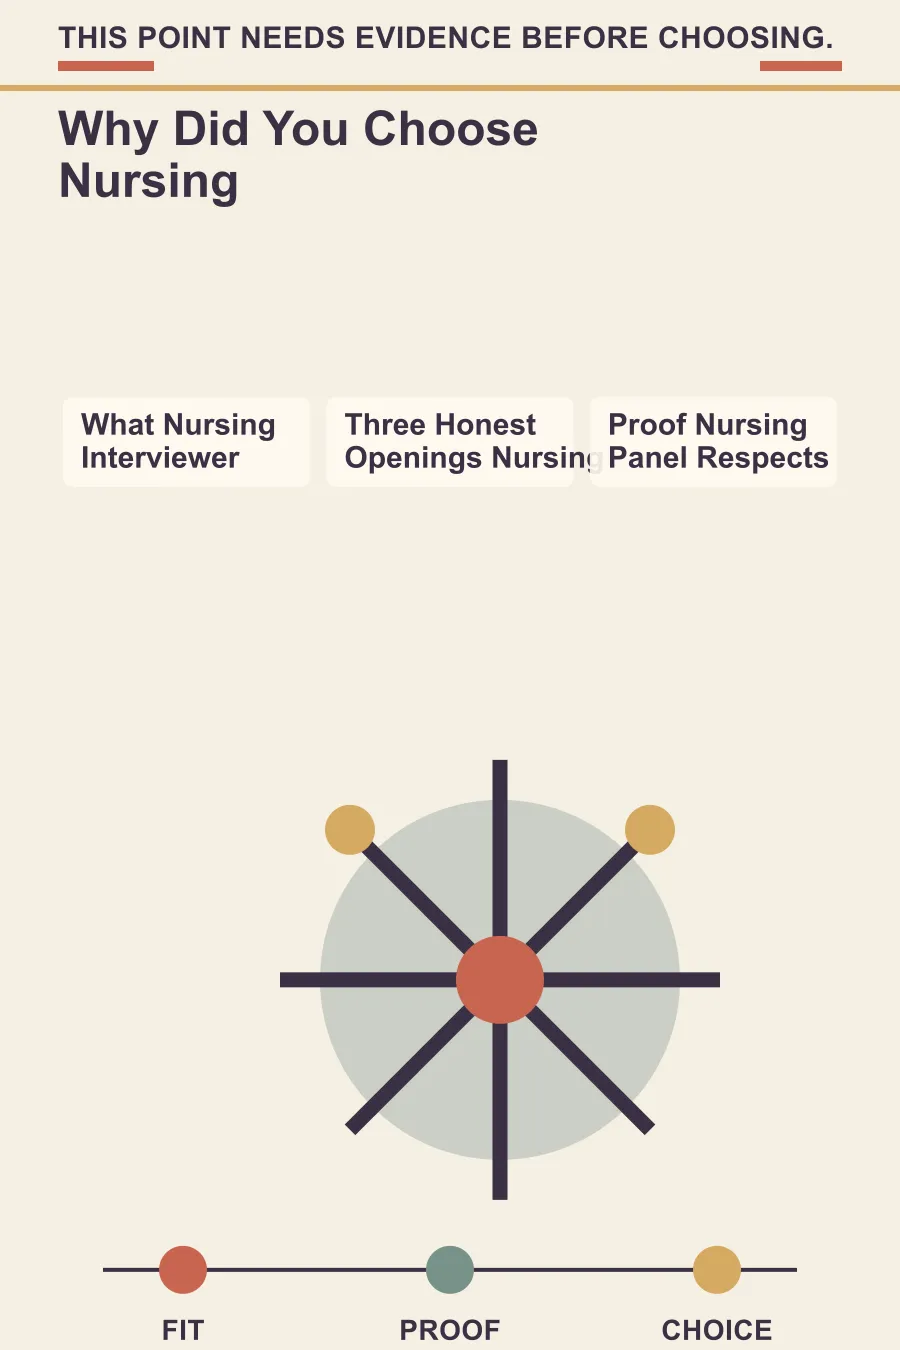 THIS POINT NEEDS EVIDENCE BEFORE CHOOSING.
Why Did You Choose
Nursing
What Nursing
Interviewer
Three Honest
Openings Nursing
Proof Nursing
Panel Respects
FIT
PROOF
CHOICE